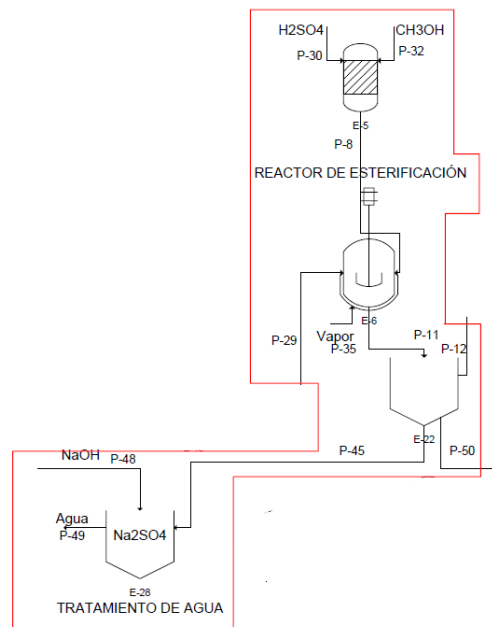 H2SO4
CH3OH
P-30
P-32
E-5
P-8
REACTOR DE ESTERIFICACIÓN
E-6
Vapor
P-35
P-29
P-11
P-12
E-22
P-45
P-50
NaOH
P-48
Agua
P-49
Na2SO4
E-28
TRATAMIENTO DE AGUA